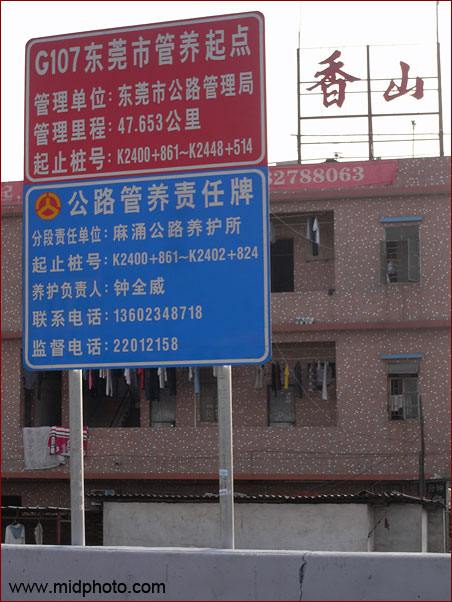 G107东莞市管养起点
管理单位: 东莞市公路管理局
管理里程: 47.653公里
起止桩号: K2400+861~K2448+514
公路管养责任牌
分段责任单位: 麻涌公路养护所
起止桩号: K2400+861~K2402+824
养护负责人: 钟全威
联系电话: 13602348718
监督电话: 22012158
香山
32788063
www.midphoto.com